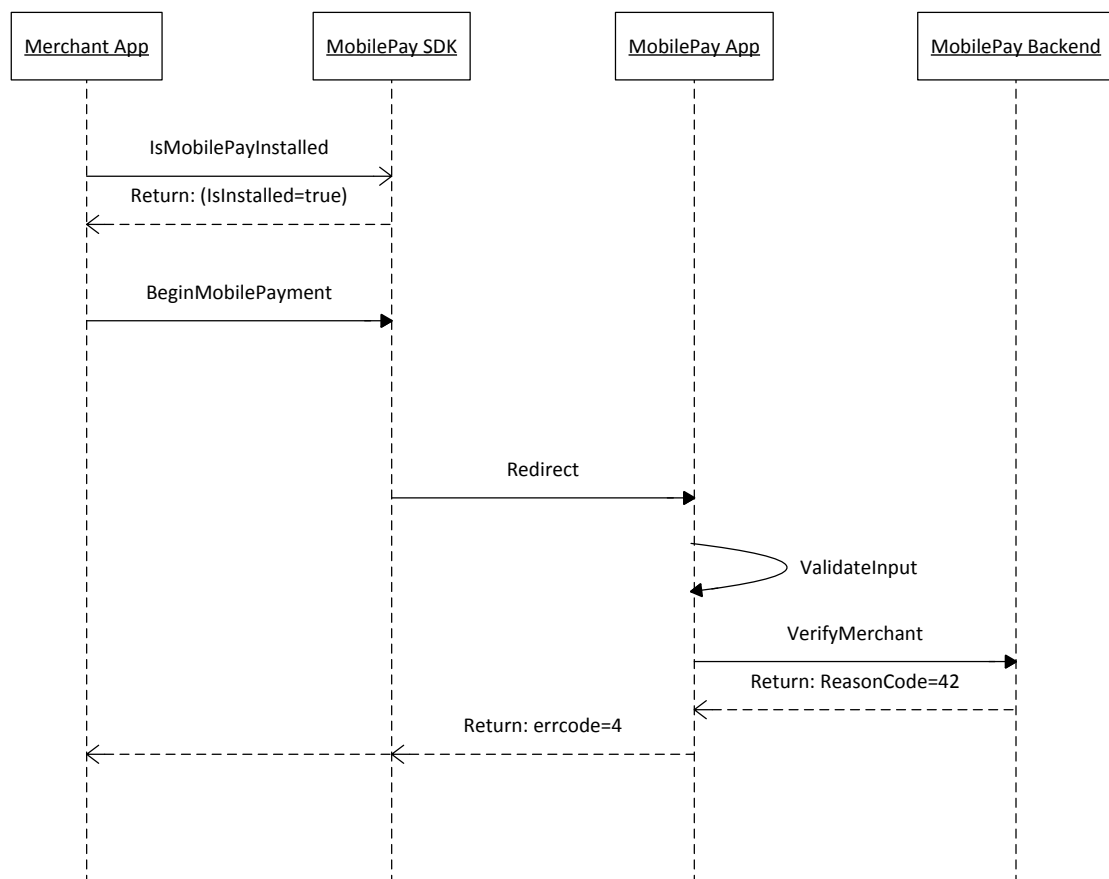 Merchant App
MobilePay SDK
MobilePay App
MobilePay Backend
IsMobilePayInstalled
Return: (IsInstalled=true)
BeginMobilePayment
Redirect
ValidateInput
VerifyMerchant
Return: ReasonCode=42
Return: errcode=4